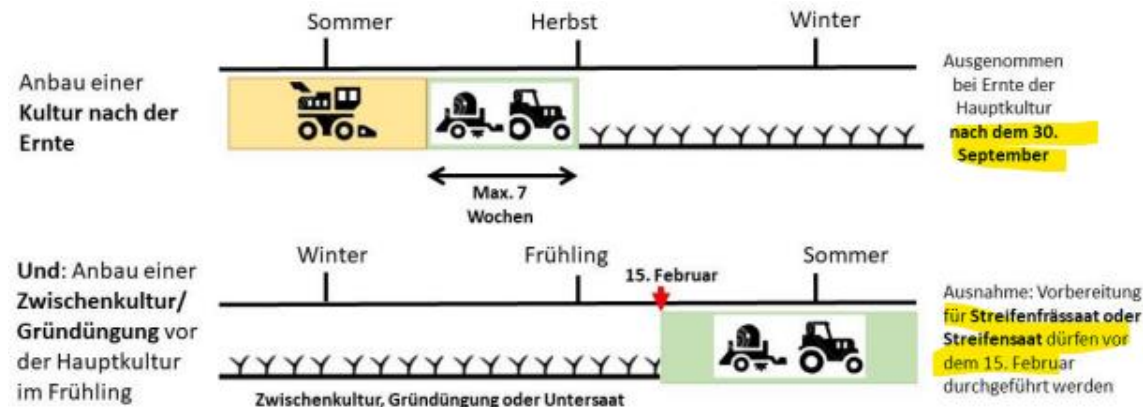 Sommer Herbst Winter
Anbau einer
Kultur nach der
Ernte
Max. 7
Wochen
Ausgenommen
bei Ernte der
Hauptkultur
nach dem 30.
September
Winter Frühling Sommer
15. Februar
Und: Anbau einer
Zwischenkultur/
Gründüngung vor
der Hauptkultur
im Frühling
Zwischenkultur, Gründüngung oder Untersaat
Ausnahme: Vorbereitung
für Streifenfrässaat oder
Streifensaat dürfen vor
dem 15. Februar
durchgeführt werden